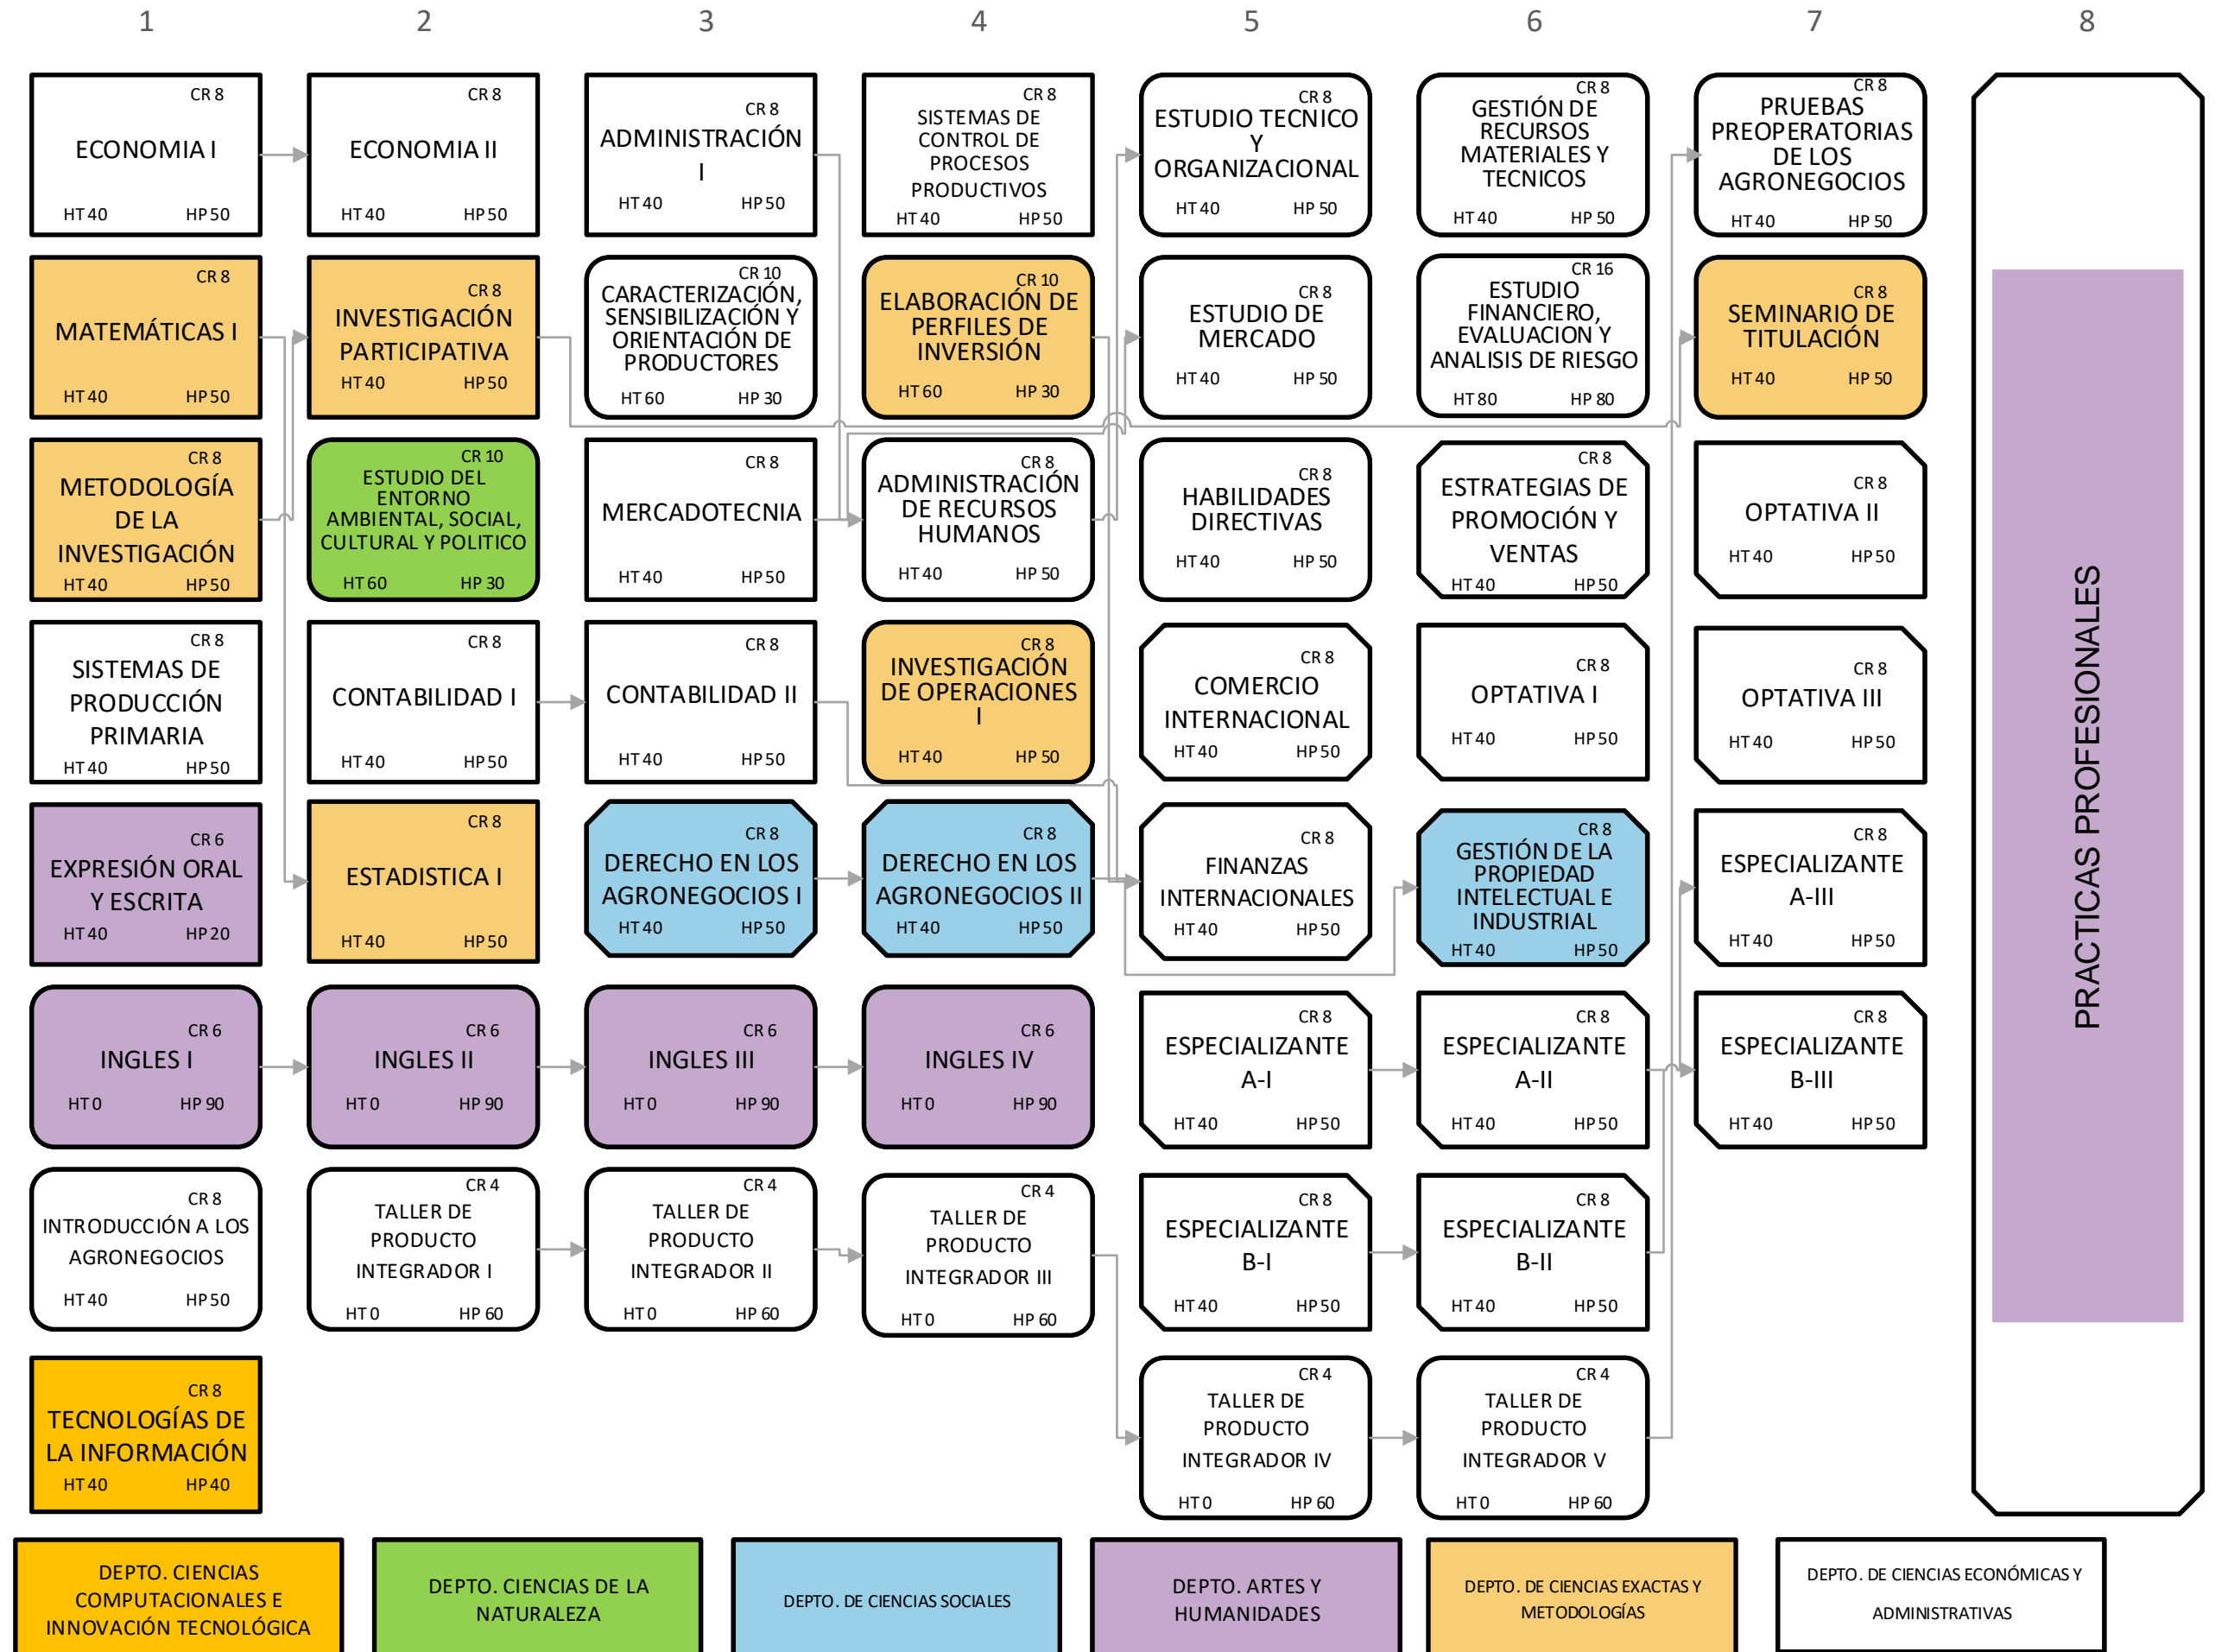 1 2 3 4 5 6 7 8
CR 8
ECONOMIA I
HT 40 HP 50
CR 8
MATEMÁTICAS I
HT 40 HP 50
CR 8
METODOLOGÍA
DE LA
INVESTIGACIÓN
HT 40 HP 50
CR 8
SISTEMAS DE
PRODUCCIÓN
PRIMARIA
HT 40 HP 50
CR 6
EXPRESIÓN ORAL
Y ESCRITA
HT 40 HP 20
CR 6
INGLES I
HT 0 HP 90
CR 8
INTRODUCCIÓN A LOS
AGRONEGOCIOS
HT 40 HP 50
CR 8
TECNOLOGÍAS DE
LA INFORMACIÓN
HT 40 HP 40
CR 8
ECONOMIA II
HT 40 HP 50
CR 8
INVESTIGACIÓN
PARTICIPATIVA
HT 40 HP 50
CR 10
ESTUDIO DEL
ENTORNO
AMBIENTAL, SOCIAL,
CULTURAL Y POLITICO
HT 60 HP 30
CR 8
CONTABILIDAD I
HT 40 HP 50
CR 8
ESTADISTICA I
HT 40 HP 50
CR 6
INGLES II
HT 0 HP 90
CR 4
TALLER DE
PRODUCTO
INTEGRADOR I
HT 0 HP 60
CR 8
ADMINISTRACIÓN
I
HT 40 HP 50
CR 10
CARACTERIZACIÓN,
SENSIBILIZACIÓN Y
ORIENTACIÓN DE
PRODUCTORES
HT 60 HP 30
CR 8
MERCADOTECNIA
HT 40 HP 50
CR 8
CONTABILIDAD II
HT 40 HP 50
CR 8
DERECHO EN LOS
AGRONEGOCIOS I
HT 40 HP 50
CR 6
INGLES III
HT 0 HP 90
CR 4
TALLER DE
PRODUCTO
INTEGRADOR II
HT 0 HP 60
CR 8
SISTEMAS DE
CONTROL DE
PROCESOS
PRODUCTIVOS
HT 40 HP 50
CR 10
ELABORACIÓN DE
PERFILES DE
INVERSIÓN
HT 60 HP 30
CR 8
ADMINISTRACIÓN
DE RECURSOS
HUMANOS
HT 40 HP 50
CR 8
INVESTIGACIÓN
DE OPERACIONES
I
HT 40 HP 50
CR 8
DERECHO EN LOS
AGRONEGOCIOS II
HT 40 HP 50
CR 6
INGLES IV
HT 0 HP 90
CR 4
TALLER DE
PRODUCTO
INTEGRADOR III
HT 0 HP 60
CR 8
ESTUDIO TECNICO
Y
ORGANIZACIONAL
HT 40 HP 50
CR 8
ESTUDIO DE
MERCADO
HT 40 HP 50
CR 8
HABILIDADES
DIRECTIVAS
HT 40 HP 50
CR 8
COMERCIO
INTERNACIONAL
HT 40 HP 50
CR 8
FINANZAS
INTERNACIONALES
HT 40 HP 50
CR 8
ESPECIALIZANTE
A-I
HT 40 HP 50
CR 8
ESPECIALIZANTE
B-I
HT 40 HP 50
CR 4
TALLER DE
PRODUCTO
INTEGRADOR IV
HT 0 HP 60
CR 8
GESTIÓN DE
RECURSOS
MATERIALES Y
TECNICOS
HT 40 HP 50
CR 16
ESTUDIO
FINANCIERO,
EVALUACION Y
ANALISIS DE RIESGO
HT 80 HP 80
CR 8
ESTRATEGIAS DE
PROMOCIÓN Y
VENTAS
HT 40 HP 50
CR 8
OPTATIVA I
HT 40 HP 50
CR 8
GESTIÓN DE LA
PROPIEDAD
INTELECTUAL E
INDUSTRIAL
HT 40 HP 50
CR 8
ESPECIALIZANTE
A-II
HT 40 HP 50
CR 8
ESPECIALIZANTE
B-II
HT 40 HP 50
CR 4
TALLER DE
PRODUCTO
INTEGRADOR V
HT 0 HP 60
CR 8
PRUEBAS
PREOPERATORIAS
DE LOS
AGRONEGOCIOS
HT 40 HP 50
CR 8
SEMINARIO DE
TITULACIÓN
HT 40 HP 50
CR 8
OPTATIVA II
HT 40 HP 50
CR 8
OPTATIVA III
HT 40 HP 50
CR 8
ESPECIALIZANTE
A-III
HT 40 HP 50
CR 8
ESPECIALIZANTE
B-III
HT 40 HP 50
PRACTICAS PROFESIONALES
DEPTO. CIENCIAS
COMPUTACIONALES E
INNOVACIÓN TECNOLÓGICA
DEPTO. CIENCIAS DE LA
NATURALEZA
DEPTO. DE CIENCIAS SOCIALES
DEPTO. ARTES Y
HUMANIDADES
DEPTO. DE CIENCIAS EXACTAS Y
METODOLOGÍAS
DEPTO. DE CIENCIAS ECONÓMICAS Y
ADMINISTRATIVAS